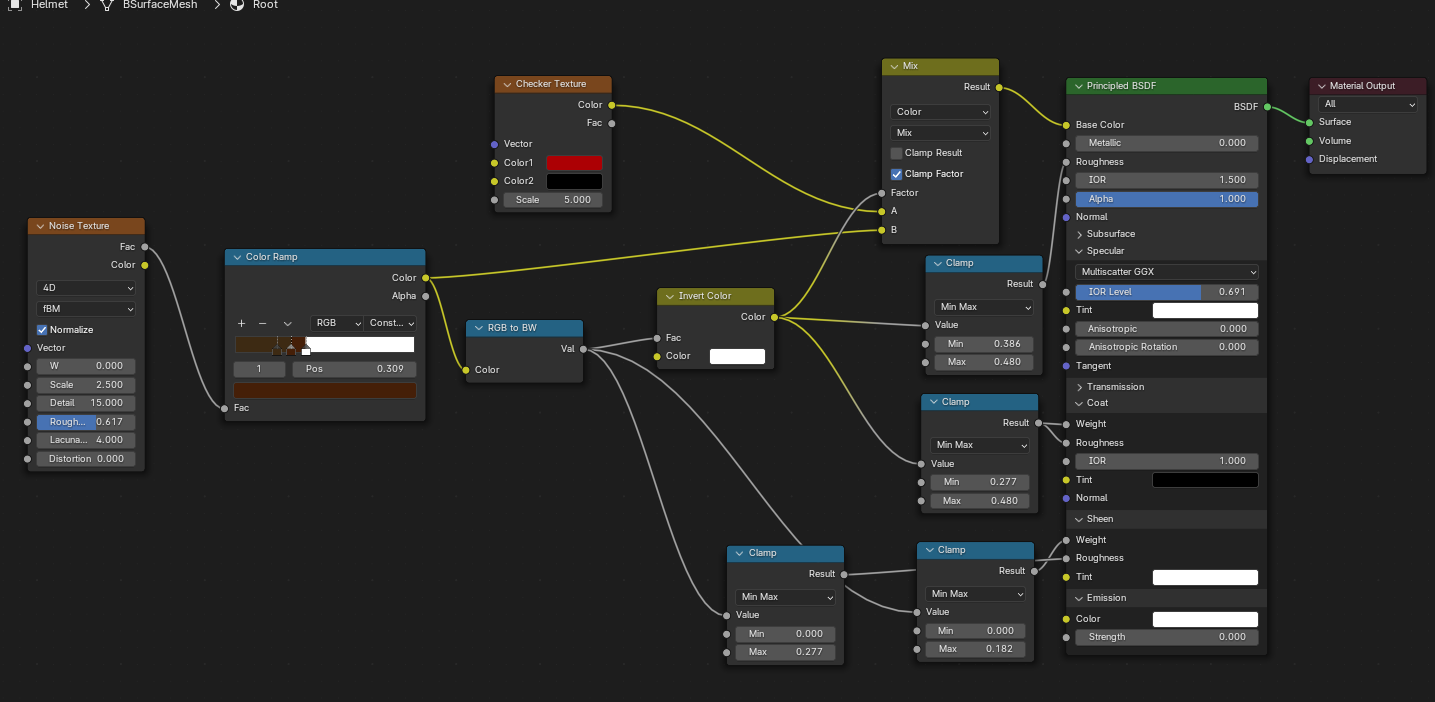 Helmet > BSurfaceMesh > Root
Noise Texture
Fac
Color
4D
fBM
Normalize
Vector
W 0.000
Scale 2.500
Detail 15.000
Rough... 0.617
Lacuna... 4.000
Distortion 0.000
Color Ramp
Color
Alpha
+ − RGB Const...
1 Pos 0.309
Fac
Checker Texture
Color
Fac
Vector
Color1
Color2
Scale 5.000
RGB to BW
Val
Color
Invert Color
Color
Fac
Color
Mix
Result
Color
Mix
Clamp Result
Clamp Factor
Factor
A
B
Clamp
Result
Min Max
Value
Min 0.386
Max 0.480
Clamp
Result
Min Max
Value
Min 0.277
Max 0.480
Clamp
Result
Min Max
Value
Min 0.000
Max 0.277
Clamp
Result
Min Max
Value
Min 0.000
Max 0.182
Principled BSDF
BSDF
Base Color
Metallic 0.000
Roughness
IOR 1.500
Alpha 1.000
Normal
Subsurface
Specular
Multiscatter GGX
IOR Level 0.691
Tint
Anisotropic 0.000
Anisotropic Rotation 0.000
Tangent
Transmission
Coat
Weight
Roughness
IOR 1.000
Tint
Normal
Sheen
Weight
Roughness
Tint
Emission
Color
Strength 0.000
Material Output
All
Surface
Volume
Displacement